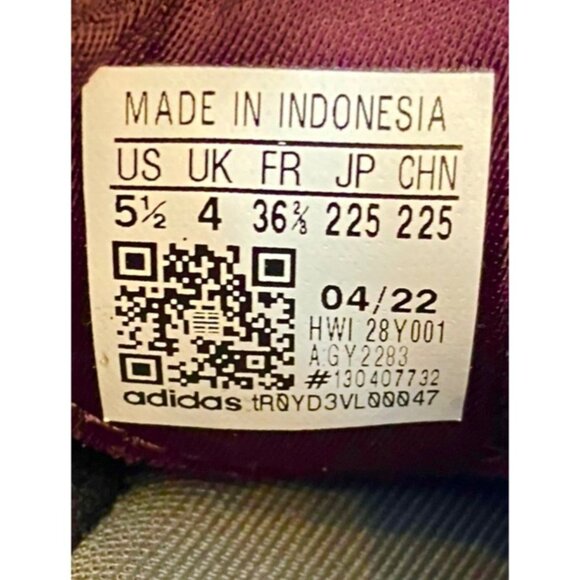 MADE IN INDONESIA
US UK FR JP CHN
5½ 4 36⅔ 225 225
04/22
HWI 28Y001
A:GY2283
#130407732
adidas tR0YD3VL00047